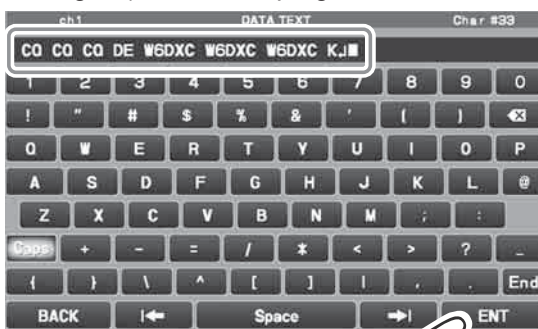 ch1 DATA TEXT Char #33
CQ CQ CQ DE W6DXC W6DXC W6DXC K↲■
1 2 3 4 5 6 7 8 9 0
! " # $ % & ' ( ) ⌫
Q W E R T Y U I O P
A S D F G H J K L @
Z X C V B N M ; :
Caps + - = / * < > ? _
{ } \ ^ [ ] | , . End
BACK |← Space →| ENT